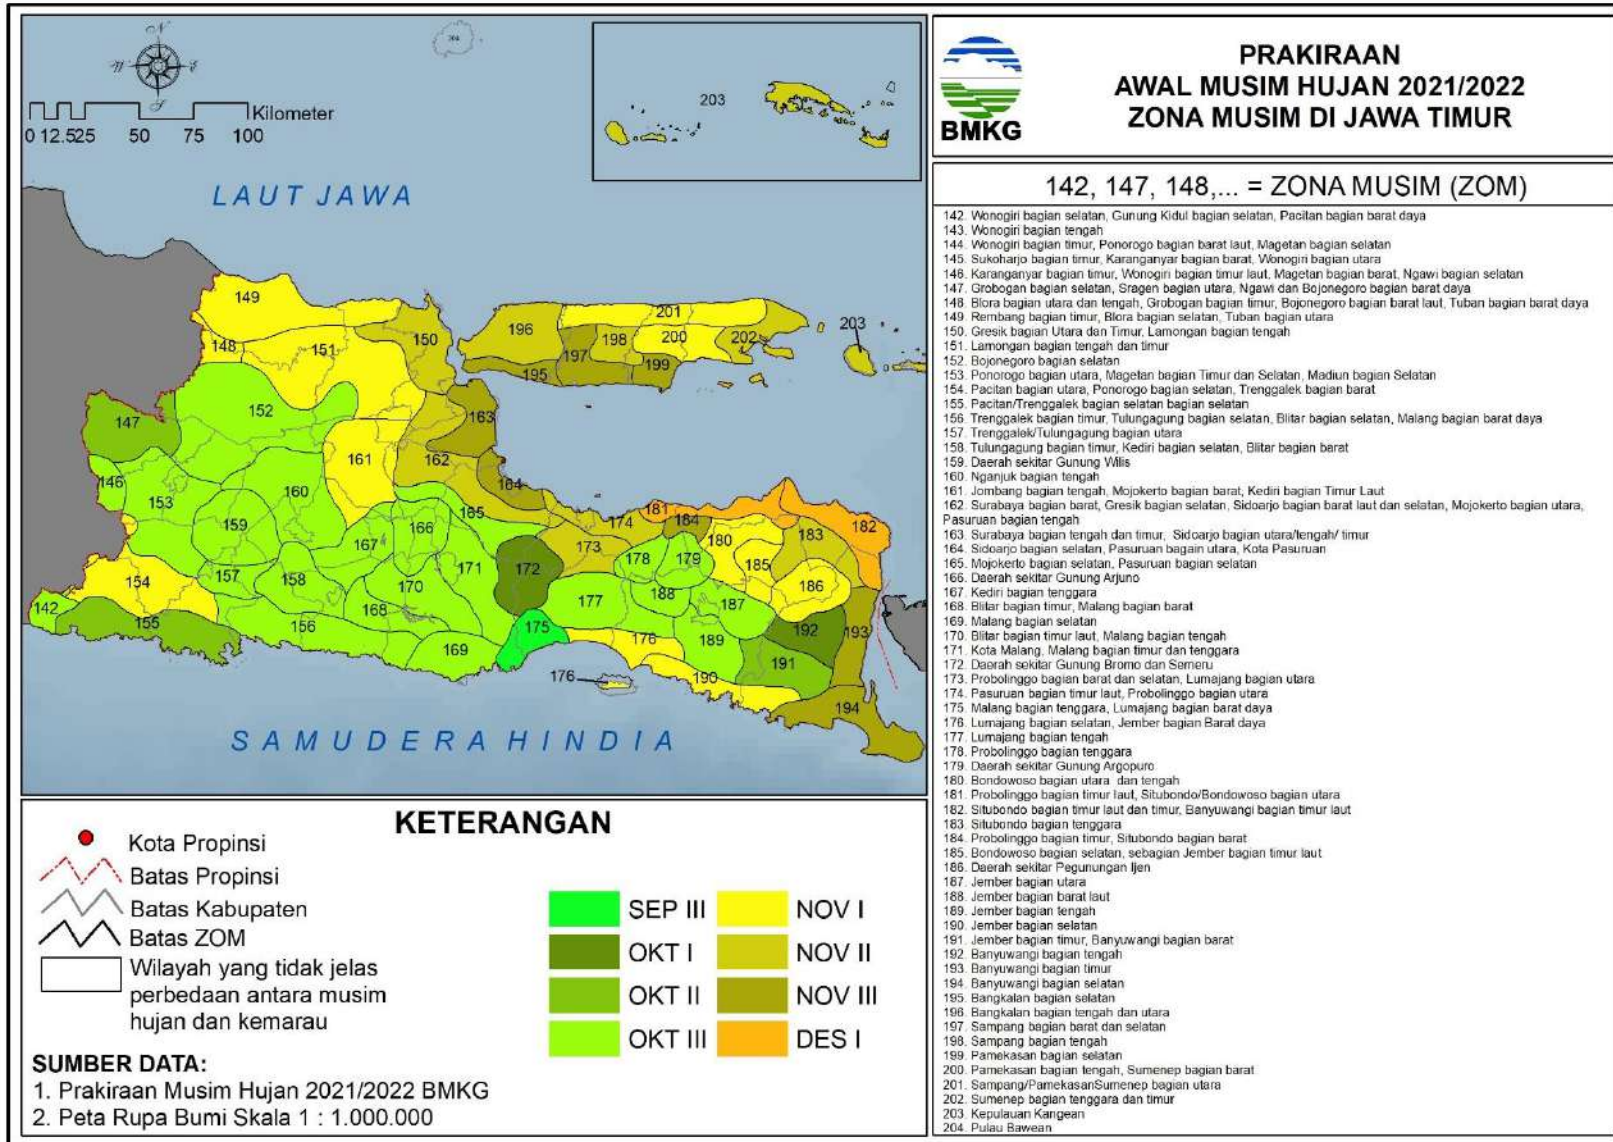 N
W
E
S
Kilometer
0 12.525 50 75 100
204
203
LAUT JAWA
149
148
151
150
152
147
146
153
160
161
159
157
158
154
142
155
156
167
166
165
162
163
164
170
168
169
171
172
173
174
175
176
176
177
178
179
180
181
182
183
184
185
186
187
188
189
190
191
192
193
194
195
196
197
198
199
200
201
202
203
SAMUDERA HINDIA
BMKG
PRAKIRAAN
AWAL MUSIM HUJAN 2021/2022
ZONA MUSIM DI JAWA TIMUR
142, 147, 148,... = ZONA MUSIM (ZOM)
142. Wonogiri bagian selatan, Gunung Kidul bagian selatan, Pacitan bagian barat daya
143. Wonogiri bagian tengah
144. Wonogiri bagian timur, Ponorogo bagian barat laut, Magetan bagian selatan
145. Sukoharjo bagian timur, Karanganyar bagian barat, Wonogiri bagian utara
146. Karanganyar bagian timur, Wonogiri bagian timur laut, Magetan bagian barat, Ngawi bagian selatan
147. Grobogan bagian selatan, Sragen bagian utara, Ngawi dan Bojonegoro bagian barat daya
148. Blora bagian utara dan tengah, Grobogan bagian timur, Bojonegoro bagian barat laut, Tuban bagian barat daya
149. Rembang bagian timur, Blora bagian selatan, Tuban bagian utara
150. Gresik bagian Utara dan Timur, Lamongan bagian tengah
151. Lamongan bagian tengah dan timur
152. Bojonegoro bagian selatan
153. Ponorogo bagian utara, Magetan bagian Timur dan Selatan, Madiun bagian Selatan
154. Pacitan bagian utara, Ponorogo bagian selatan, Trenggalek bagian barat
155. Pacitan/Trenggalek bagian selatan bagian selatan
156. Trenggalek bagian timur, Tulungagung bagian selatan, Blitar bagian selatan, Malang bagian barat daya
157. Trenggalek/Tulungagung bagian utara
158. Tulungagung bagian timur, Kediri bagian selatan, Blitar bagian barat
159. Daerah sekitar Gunung Wilis
160. Nganjuk bagian tengah
161. Jombang bagian tengah, Mojokerto bagian barat, Kediri bagian Timur Laut
162. Surabaya bagian barat, Gresik bagian selatan, Sidoarjo bagian barat laut dan selatan, Mojokerto bagian utara,
Pasuruan bagian tengah
163. Surabaya bagian tengah dan timur, Sidoarjo bagian utara/tengah/ timur
164. Sidoarjo bagian selatan, Pasuruan bagain utara, Kota Pasuruan
165. Mojokerto bagian selatan, Pasuruan bagian selatan
166. Daerah sekitar Gunung Arjuno
167. Kediri bagian tenggara
168. Blitar bagian timur, Malang bagian barat
169. Malang bagian selatan
170. Blitar bagian timur laut, Malang bagian tengah
171. Kota Malang, Malang bagian timur dan tenggara
172. Daerah sekitar Gunung Bromo dan Semeru
173. Probolinggo bagian barat dan selatan, Lumajang bagian utara
174. Pasuruan bagian timur laut, Probolinggo bagian utara
175. Malang bagian tenggara, Lumajang bagian barat daya
176. Lumajang bagian selatan, Jember bagian Barat daya
177. Lumajang bagian tengah
178. Probolinggo bagian tenggara
179. Daerah sekitar Gunung Argopuro
180. Bondowoso bagian utara dan tengah
181. Probolinggo bagian timur laut, Situbondo/Bondowoso bagian utara
182. Situbondo bagian timur laut dan timur, Banyuwangi bagian timur laut
183. Situbondo bagian tenggara
184. Probolinggo bagian timur, Situbondo bagian barat
185. Bondowoso bagian selatan, sebagian Jember bagian timur laut
186. Daerah sekitar Pegunungan Ijen
187. Jember bagian utara
188. Jember bagian barat laut
189. Jember bagian tengah
190. Jember bagian selatan
191. Jember bagian timur, Banyuwangi bagian barat
192. Banyuwangi bagian tengah
193. Banyuwangi bagian timur
194. Banyuwangi bagian selatan
195. Bangkalan bagian selatan
196. Bangkalan bagian tengah dan utara
197. Sampang bagian barat dan selatan
198. Sampang bagian tengah
199. Pamekasan bagian selatan
200. Pamekasan bagian tengah, Sumenep bagian barat
201. Sampang/PamekasanSumenep bagian utara
202. Sumenep bagian tenggara dan timur
203. Kepulauan Kangean
204. Pulau Bawean
KETERANGAN
Kota Propinsi
Batas Propinsi
Batas Kabupaten
Batas ZOM
Wilayah yang tidak jelas
perbedaan antara musim
hujan dan kemarau
SEP III
OKT I
OKT II
OKT III
NOV I
NOV II
NOV III
DES I
SUMBER DATA:
1. Prakiraan Musim Hujan 2021/2022 BMKG
2. Peta Rupa Bumi Skala 1 : 1.000.000